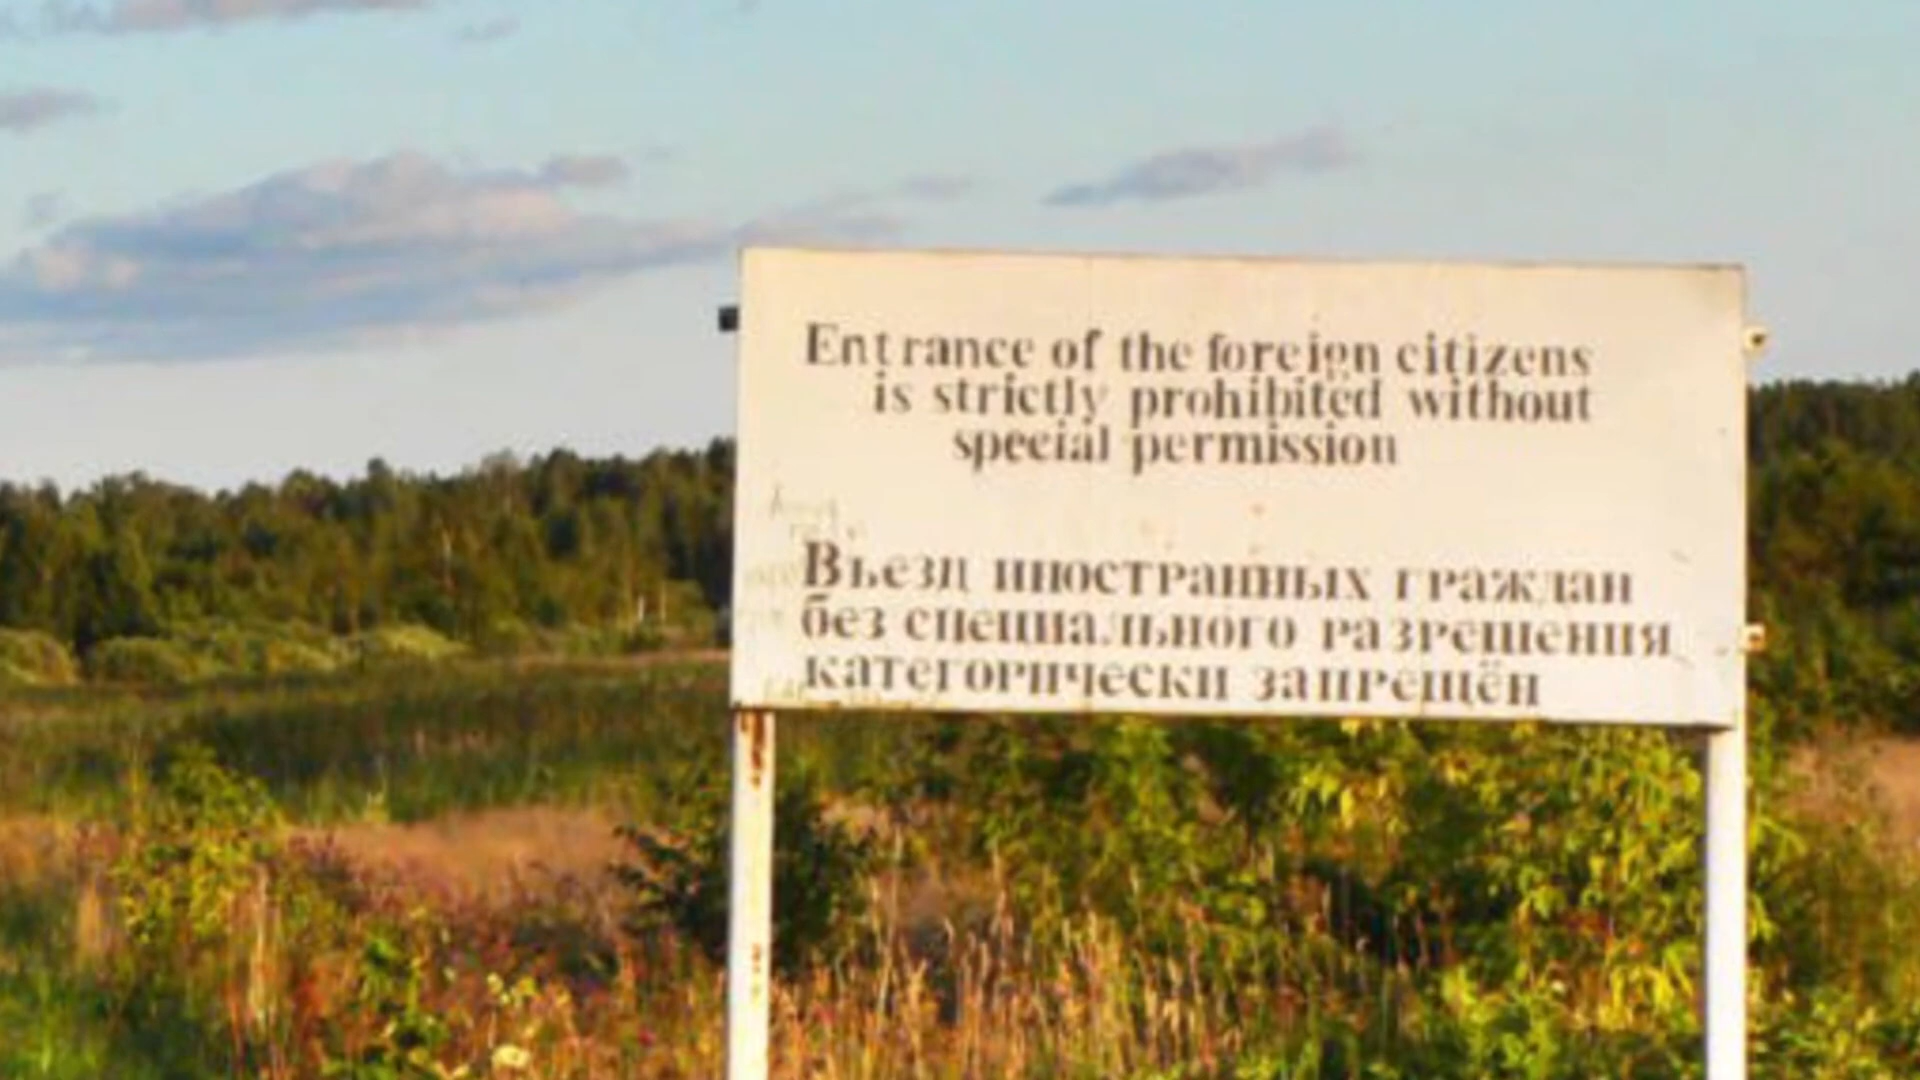 Entrance of the foreign citizens
is strictly prohibited without
special permission
Въезд иностранных граждан
без специального разрешения
категорически запрещён